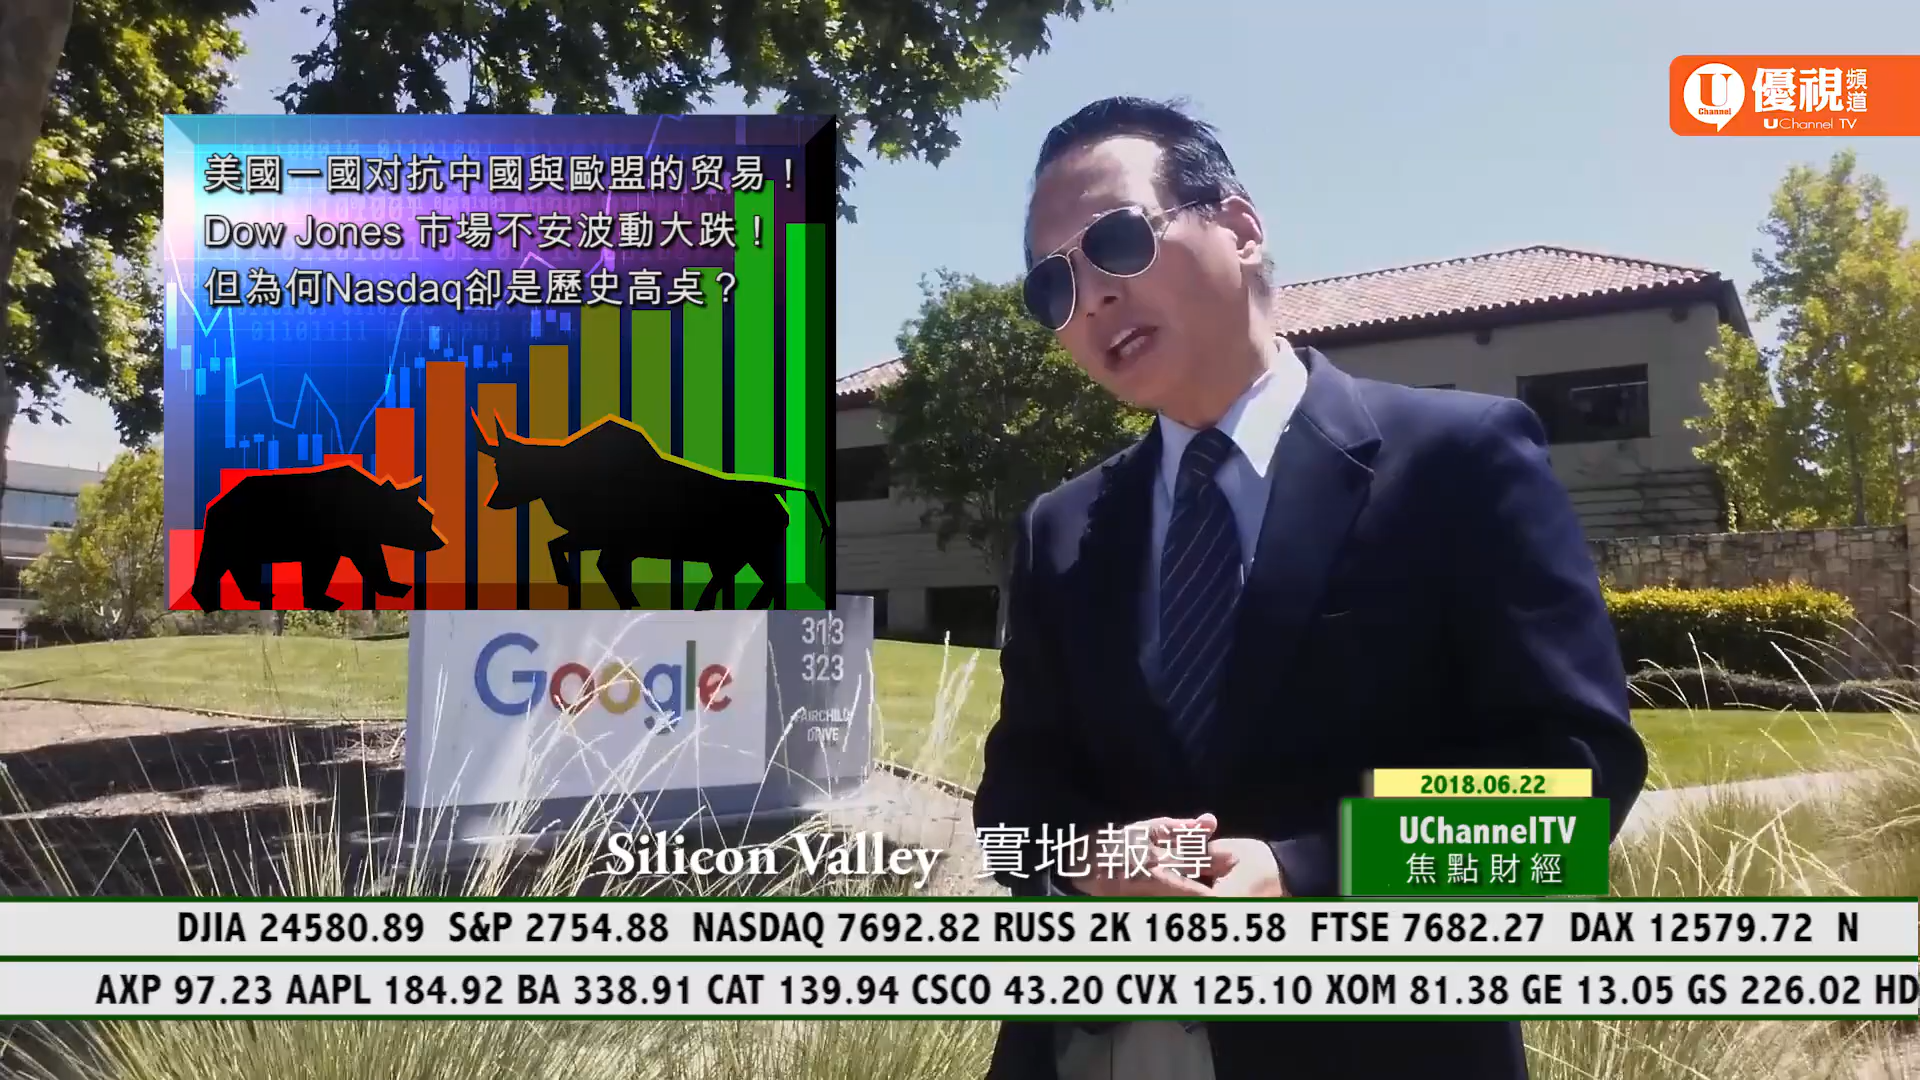 U
Channel
優視頻道
UChannel TV
美國一國对抗中國與歐盟的贸易！
Dow Jones 市場不安波動大跌！
但為何Nasdaq卻是歷史高㚖？
Google
313
323
FAIRCHILD
DRIVE
2018.06.22
UChannelTV
焦點財經
Silicon Valley 實地報導
DJIA 24580.89 S&P 2754.88 NASDAQ 7692.82 RUSS 2K 1685.58 FTSE 7682.27 DAX 12579.72 N
AXP 97.23 AAPL 184.92 BA 338.91 CAT 139.94 CSCO 43.20 CVX 125.10 XOM 81.38 GE 13.05 GS 226.02 HD